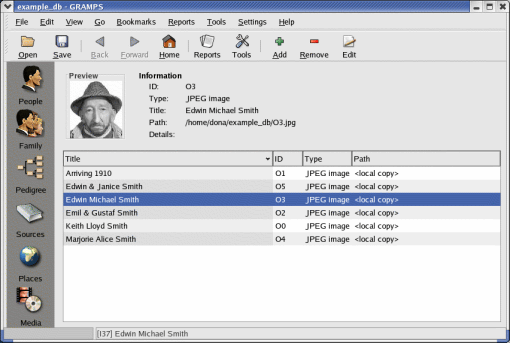 example_db - GRAMPS
File Edit View Go Bookmarks Reports Tools Settings Help
Open Save Back Forward Home Reports Tools Add Remove Edit
People
Family
Pedigree
Sources
Places
Media
Preview
Information
ID: O3
Type: JPEG image
Title: Edwin Michael Smith
Path: /home/dona/example_db/O3.jpg
Details:
Title ID Type Path
Arriving 1910 O1 JPEG image <local copy>
Edwin & Janice Smith O5 JPEG image <local copy>
Edwin Michael Smith O3 JPEG image <local copy>
Emil & Gustaf Smith O2 JPEG image <local copy>
Keith Lloyd Smith O0 JPEG image <local copy>
Marjorie Alice Smith O4 JPEG image <local copy>
[I37] Edwin Michael Smith